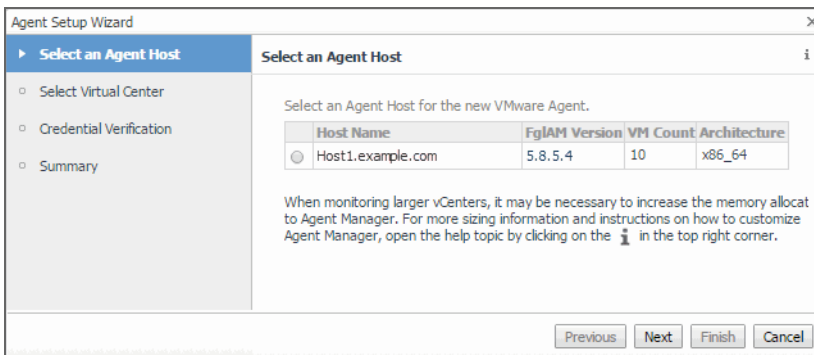 Agent Setup Wizard
Select an Agent Host
Select Virtual Center
Credential Verification
Summary
Select an Agent Host
Select an Agent Host for the new VMware Agent.
Host Name FglAM Version VM Count Architecture
Host1.example.com 5.8.5.4 10 x86_64
When monitoring larger vCenters, it may be necessary to increase the memory allocat
to Agent Manager. For more sizing information and instructions on how to customize
Agent Manager, open the help topic by clicking on the i in the top right corner.
Previous Next Finish Cancel